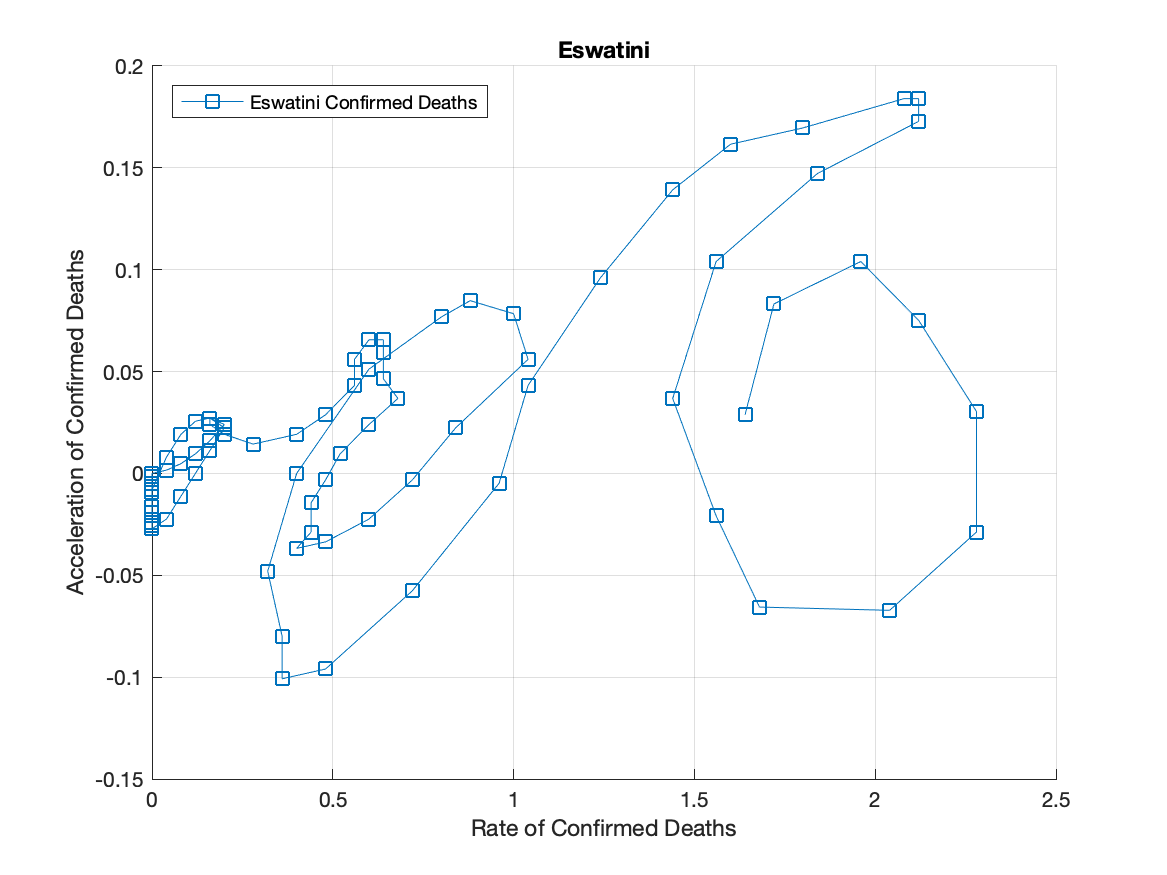 Eswatini
0.2
Eswatini Confirmed Deaths
0.15
0.1
0.05
0
-0.05
-0.1
-0.15
Acceleration of Confirmed Deaths
0 0.5 1 1.5 2 2.5
Rate of Confirmed Deaths